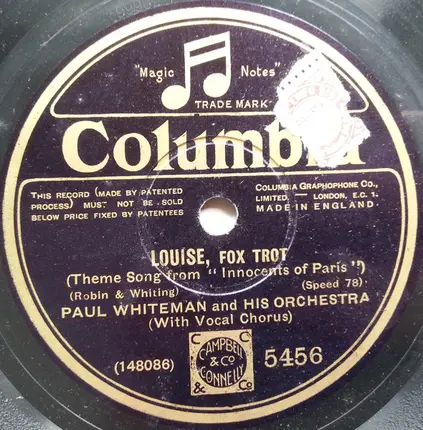 "Magic Notes"
TRADE MARK
Columbia
THIS RECORD (MADE BY PATENTED
PROCESS) MUST NOT BE SOLD
BELOW PRICE FIXED BY PATENTEES
COLUMBIA GRAPHOPHONE CO.,
LIMITED. — LONDON, E.C. 1.
MADE IN ENGLAND.
LOUISE, FOX TROT
(Theme Song from "Innocents of Paris")
(Robin & Whiting) (Speed 78).
PAUL WHITEMAN and HIS ORCHESTRA
(With Vocal Chorus)
(148086)
C C
CAMPBELL
& Co
CONNELLY
C C
& Co
5456